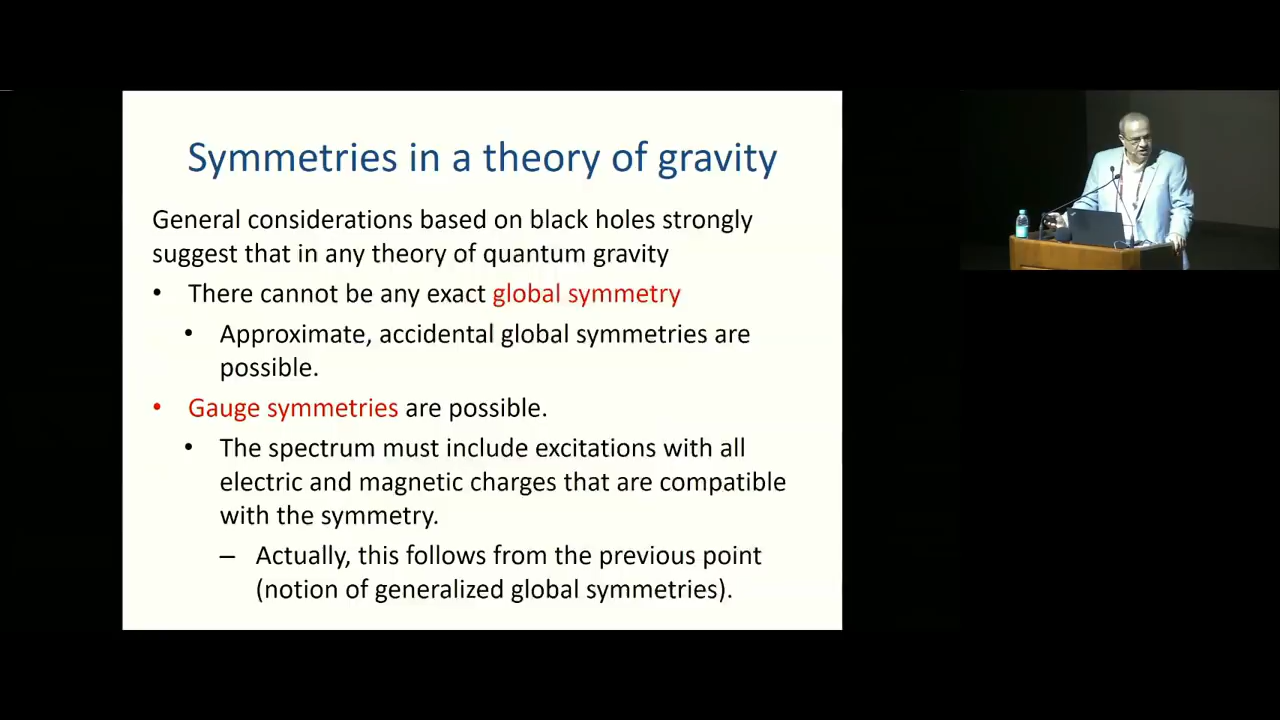 Symmetries in a theory of gravity
General considerations based on black holes strongly
suggest that in any theory of quantum gravity
• There cannot be any exact global symmetry
• Approximate, accidental global symmetries are
possible.
• Gauge symmetries are possible.
• The spectrum must include excitations with all
electric and magnetic charges that are compatible
with the symmetry.
– Actually, this follows from the previous point
(notion of generalized global symmetries).